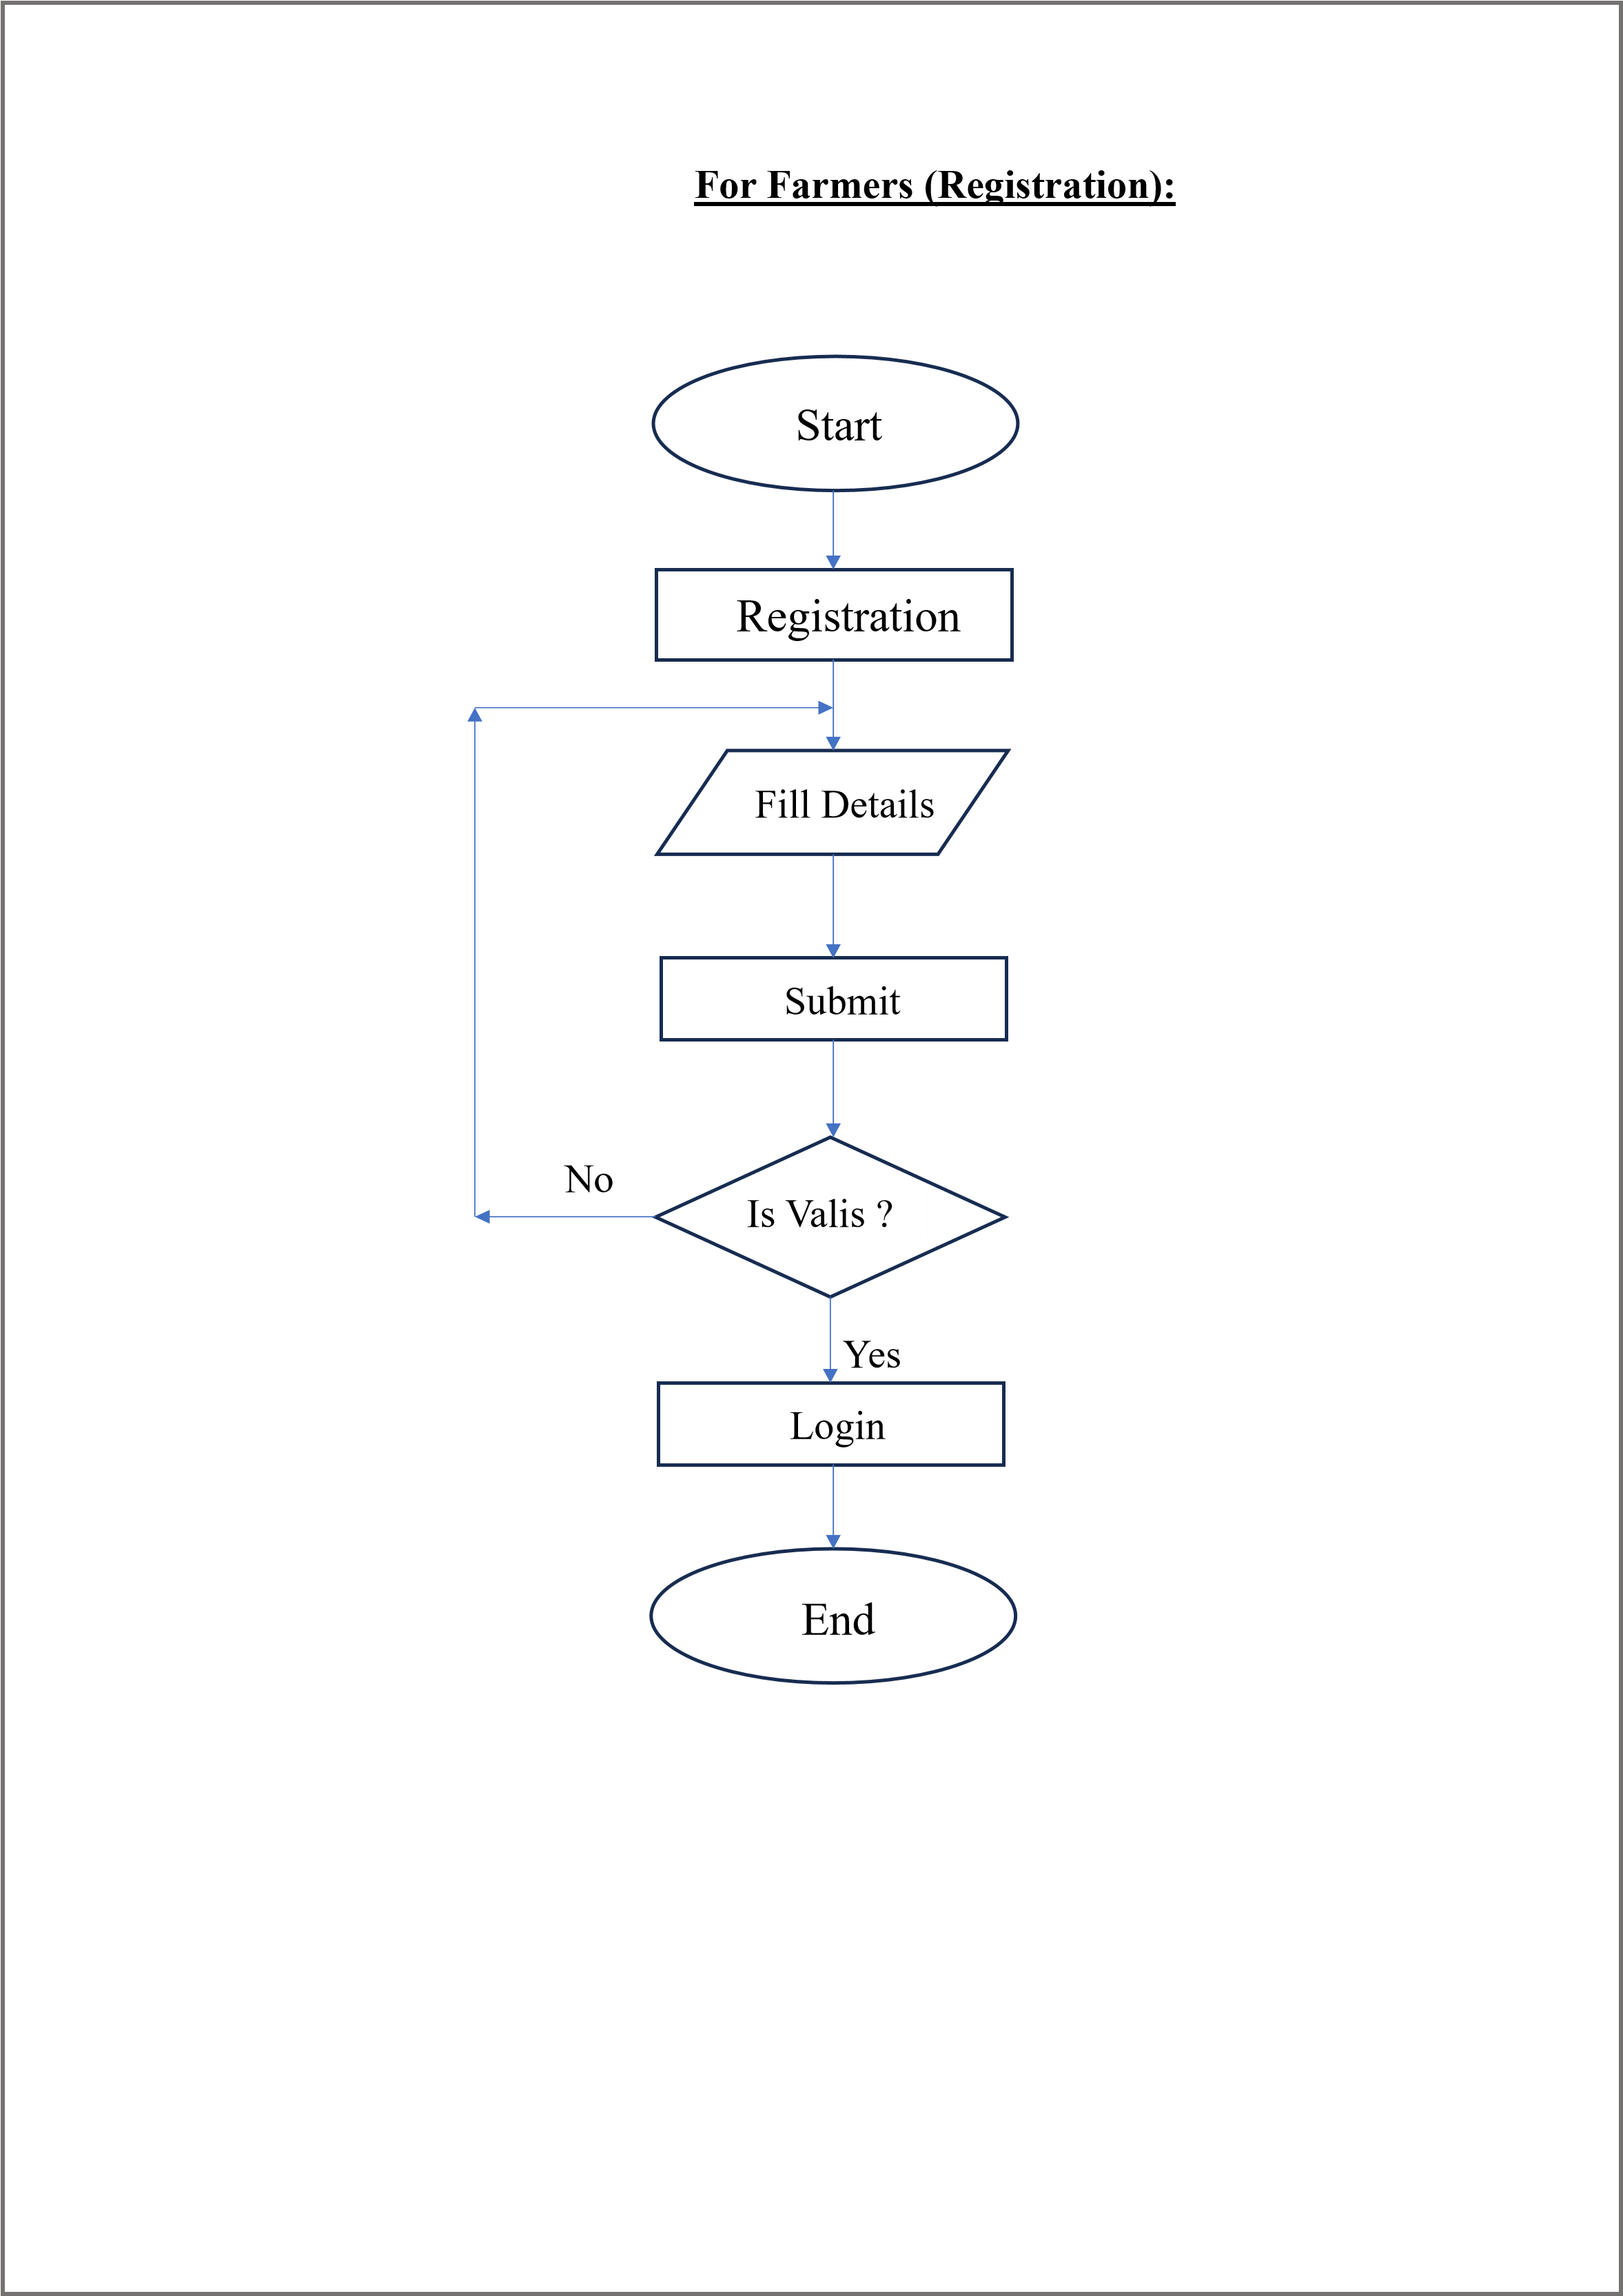 For Farmers (Registration):
Start
Registration
Fill Details
Submit
No
Is Valis ?
Yes
Login
End